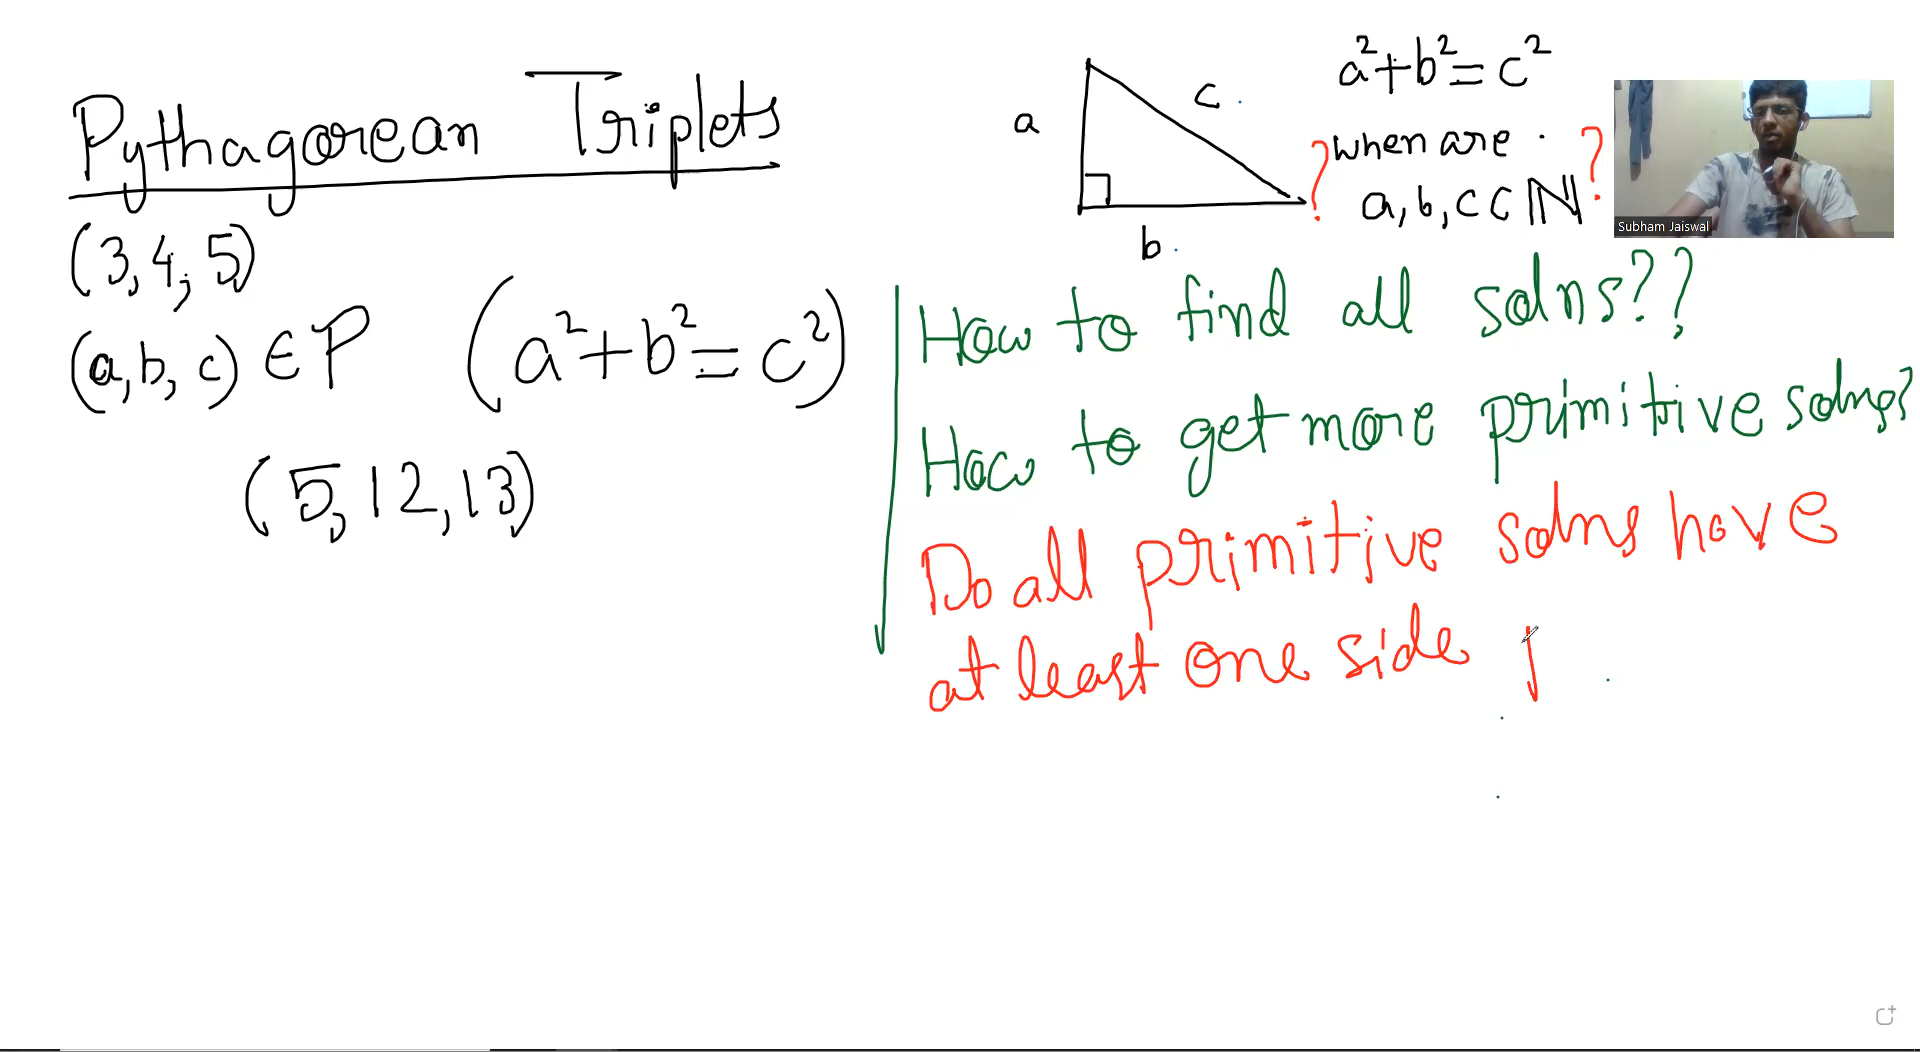 Pythagorean Triplets
(3, 4, 5)
(a, b, c) ∈ P (a² + b² = c²)
(5, 12, 13)
a
c
b
a² + b² = c²
? when are ?
a, b, c ⊂ ℕ
Subham Jaiswal
How to find all solns??
How to get more primitive solns?
Do all primitive solns have
at least one side